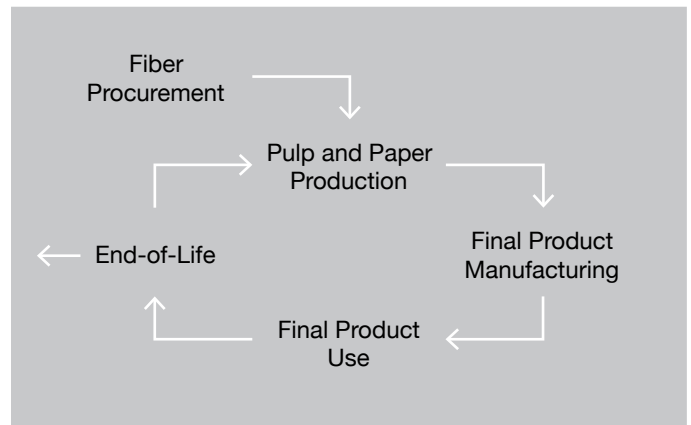 Fiber
Procurement
Pulp and Paper
Production
Final Product
Manufacturing
Final Product
Use
End-of-Life